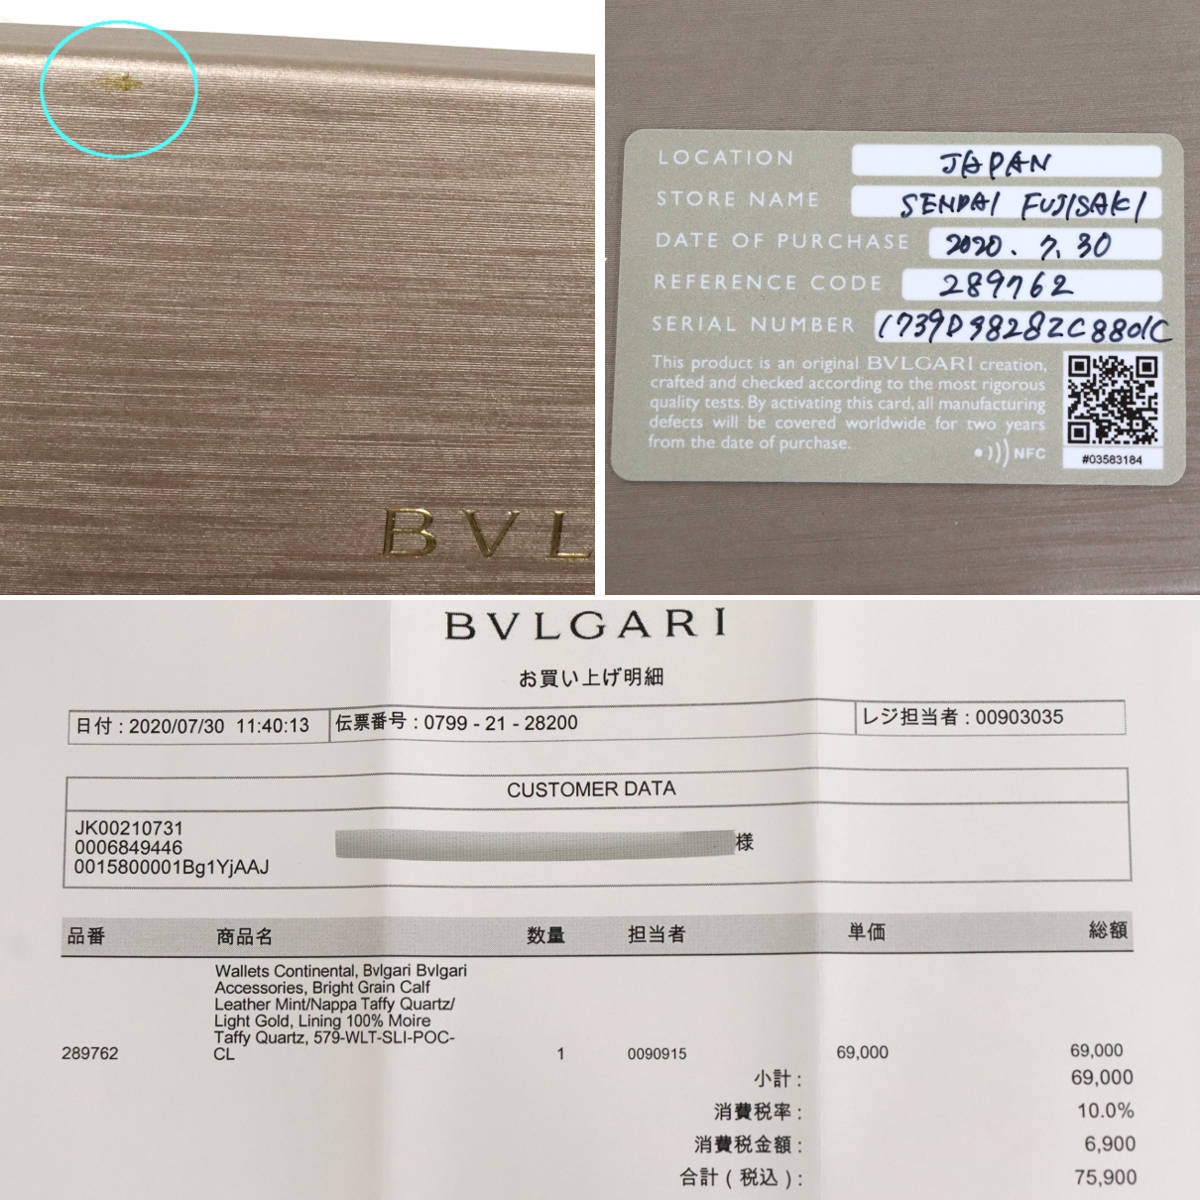 BVL
LOCATION JAPAN
STORE NAME SENDAI FUJISAKI
DATE OF PURCHASE 2020.7.30
REFERENCE CODE 289762
SERIAL NUMBER 1739D98282C8801C
This product is an original BVLGARI creation,
crafted and checked according to the most rigorous
quality tests. By activating this card, all manufacturing
defects will be covered worldwide for two years
from the date of purchase.
NFC
#03583184
BVLGARI
お買い上げ明細
日付 : 2020/07/30 11:40:13 伝票番号 : 0799 - 21 - 28200 レジ担当者 : 00903035
CUSTOMER DATA
JK00210731
0006849446 様
0015800001Bg1YjAAJ
品番 商品名 数量 担当者 単価 総額
Wallets Continental, Bvlgari Bvlgari
Accessories, Bright Grain Calf
Leather Mint/Nappa Taffy Quartz/
Light Gold, Lining 100% Moire
Taffy Quartz, 579-WLT-SLI-POC-
289762 CL 1 0090915 69,000 69,000
小計 : 69,000
消費税率 : 10.0%
消費税金額 : 6,900
合計 ( 税込 ) : 75,900